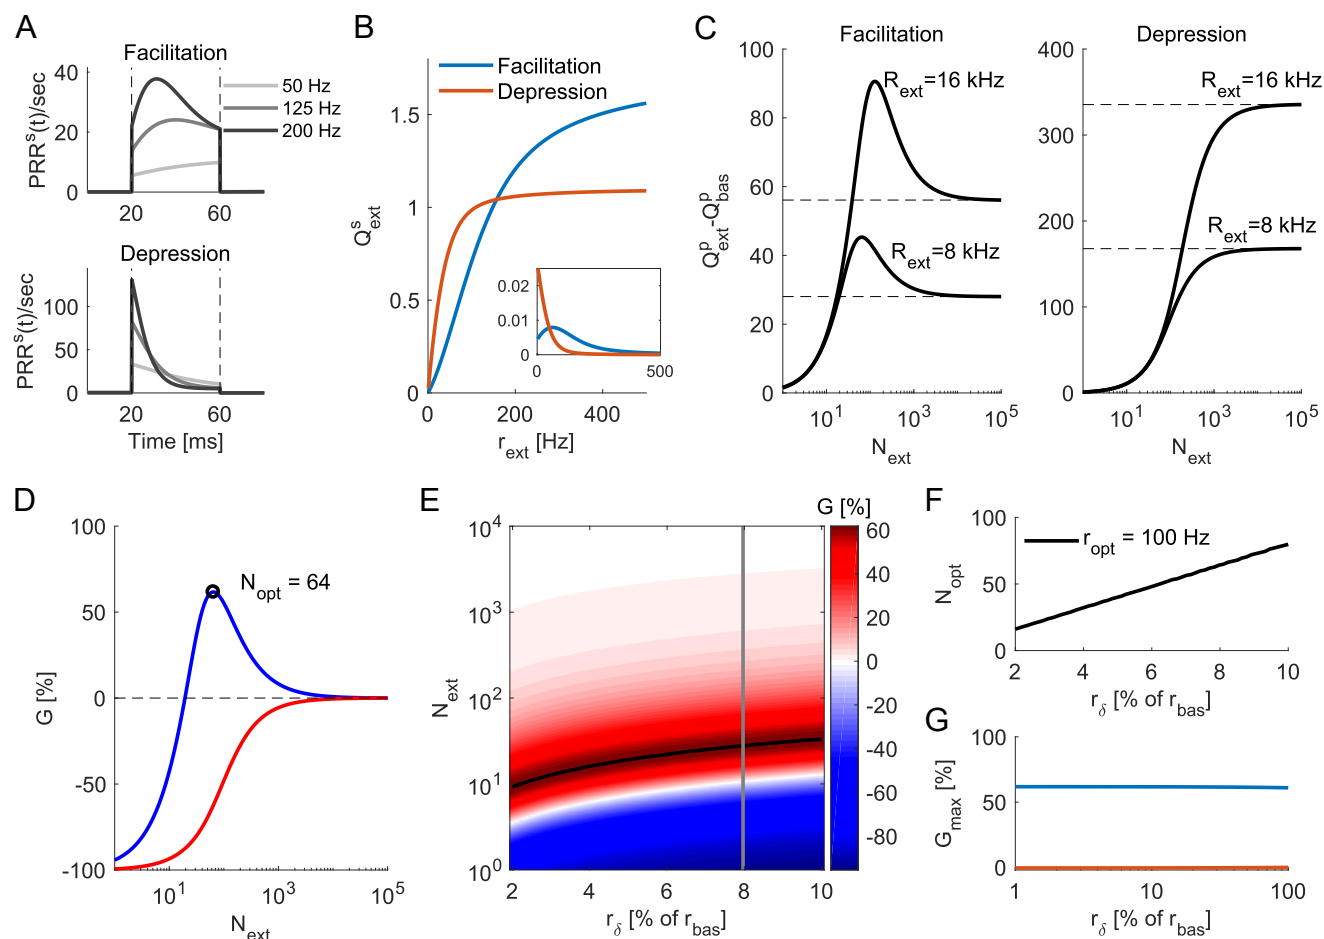 A
Facilitation
40
20
0
20
60
PRR^s(t)/sec
50 Hz
125 Hz
200 Hz
Depression
100
50
0
20
60
PRR^s(t)/sec
Time [ms]
B
Facilitation
Depression
1.5
1
0.5
0
0
200
400
Q^s_ext
r_ext [Hz]
0.02
0.01
0
0
500
C
Facilitation
100
80
60
40
20
0
Q^p_ext-Q^p_bas
R_ext=16 kHz
R_ext=8 kHz
10^1
10^3
10^5
N_ext
Depression
400
300
200
100
0
R_ext=16 kHz
R_ext=8 kHz
10^1
10^3
10^5
N_ext
D
100
50
0
-50
-100
G [%]
N_opt = 64
10^1
10^3
10^5
N_ext
E
G [%]
10^4
10^3
10^2
10^1
10^0
N_ext
2
4
6
8
10
r_δ [% of r_bas]
60
40
20
0
-20
-40
-60
-80
F
100
50
0
N_opt
r_opt = 100 Hz
2
4
6
8
10
r_δ [% of r_bas]
G
100
50
0
G_max [%]
1
10
100
r_δ [% of r_bas]